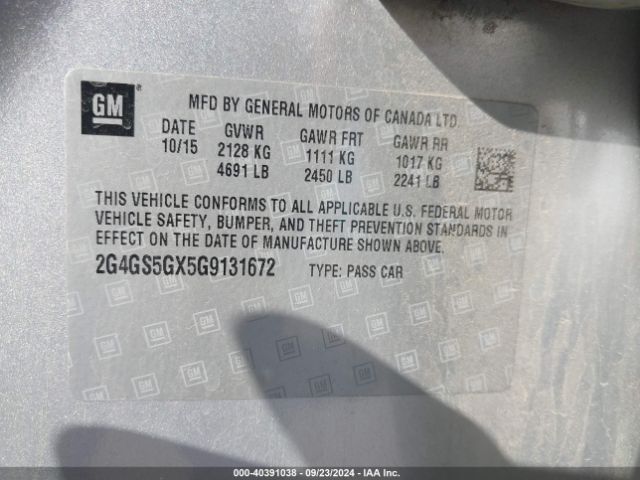 GM
MFD BY GENERAL MOTORS OF CANADA LTD
DATE GVWR GAWR FRT GAWR RR
10/15 2128 KG 1111 KG 1017 KG
4691 LB 2450 LB 2241 LB
THIS VEHICLE CONFORMS TO ALL APPLICABLE U.S. FEDERAL MOTOR
VEHICLE SAFETY, BUMPER, AND THEFT PREVENTION STANDARDS IN
EFFECT ON THE DATE OF MANUFACTURE SHOWN ABOVE.
2G4GS5GX5G9131672 TYPE: PASS CAR
000-40391038 - 09/23/2024 - IAA Inc.